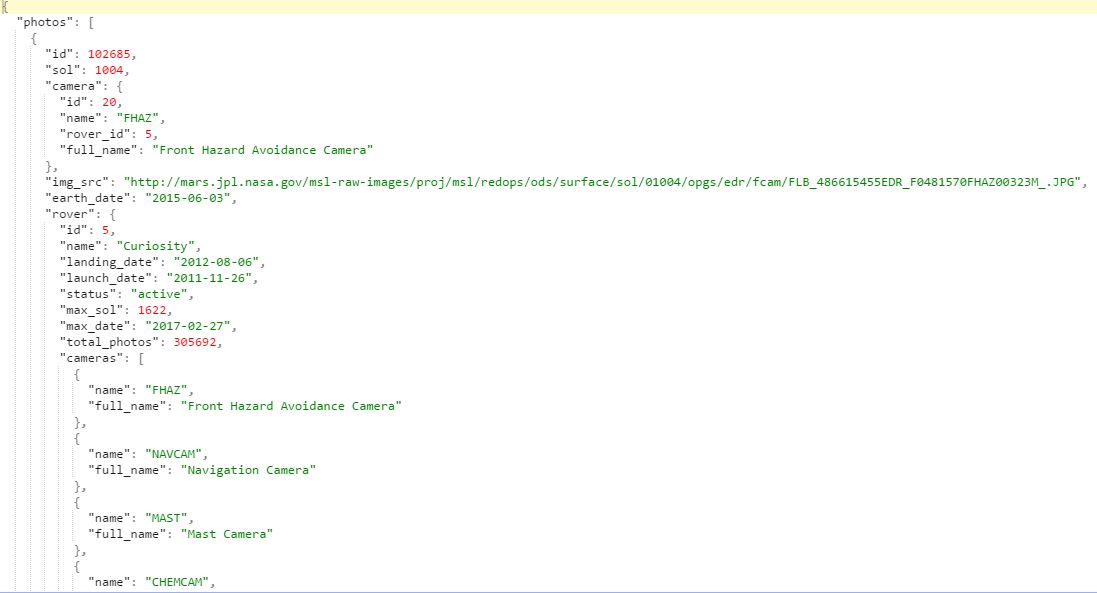 {
"photos": [
{
"id": 102685,
"sol": 1004,
"camera": {
"id": 20,
"name": "FHAZ",
"rover_id": 5,
"full_name": "Front Hazard Avoidance Camera"
},
"img_src": "http://mars.jpl.nasa.gov/msl-raw-images/proj/msl/redops/ods/surface/sol/01004/opgs/edr/fcam/FLB_486615455EDR_F0481570FHAZ00323M_.JPG",
"earth_date": "2015-06-03",
"rover": {
"id": 5,
"name": "Curiosity",
"landing_date": "2012-08-06",
"launch_date": "2011-11-26",
"status": "active",
"max_sol": 1622,
"max_date": "2017-02-27",
"total_photos": 305692,
"cameras": [
{
"name": "FHAZ",
"full_name": "Front Hazard Avoidance Camera"
},
{
"name": "NAVCAM",
"full_name": "Navigation Camera"
},
{
"name": "MAST",
"full_name": "Mast Camera"
},
{
"name": "CHEMCAM",